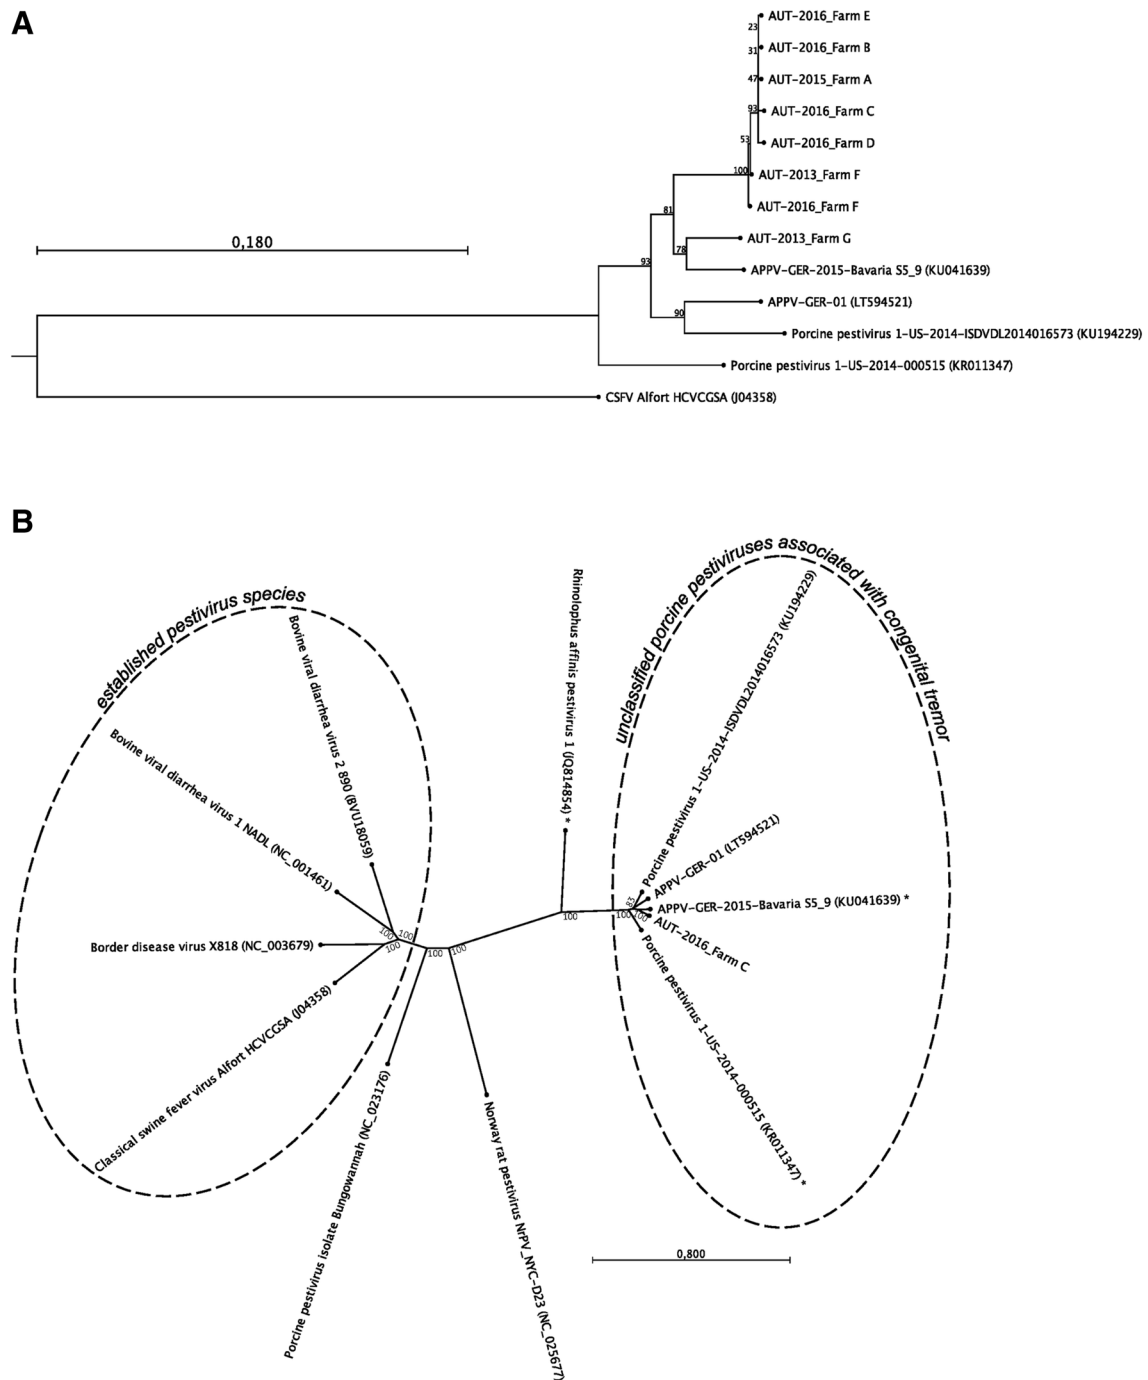 A
AUT-2016_Farm E
23
31
AUT-2016_Farm B
47
AUT-2015_Farm A
93
AUT-2016_Farm C
53
AUT-2016_Farm D
100
AUT-2013_Farm F
AUT-2016_Farm F
81
0,180
AUT-2013_Farm G
78
93
APPV-GER-2015-Bavaria S5_9 (KU041639)
APPV-GER-01 (LT594521)
90
Porcine pestivirus 1-US-2014-ISDVDL2014016573 (KU194229)
Porcine pestivirus 1-US-2014-000515 (KR011347)
CSFV Alfort HCVCGSA (J04358)
B
established pestivirus species
Bovine viral diarrhea virus 2 890 (BVU18059)
Bovine viral diarrhea virus 1 NADL (NC_001461)
Border disease virus X818 (NC_003679)
Classical swine fever virus Alfort HCVCGSA (J04358)
100
100
100
100
100
Porcine pestivirus isolate Bungowannah (NC_023176)
Norway rat pestivirus NrPV_NYC-D23 (NC_025677)
Rhinolophus affinis pestivirus 1 (JQ814854) *
100
unclassified porcine pestiviruses associated with congenital tremor
Porcine pestivirus 1-US-2014-ISDVDL2014016573 (KU194229)
APPV-GER-01 (LT594521)
APPV-GER-2015-Bavaria S5_9 (KU041639) *
AUT-2016_Farm C
Porcine pestivirus 1-US-2014-000515 (KR011347) *
100
100
0,800